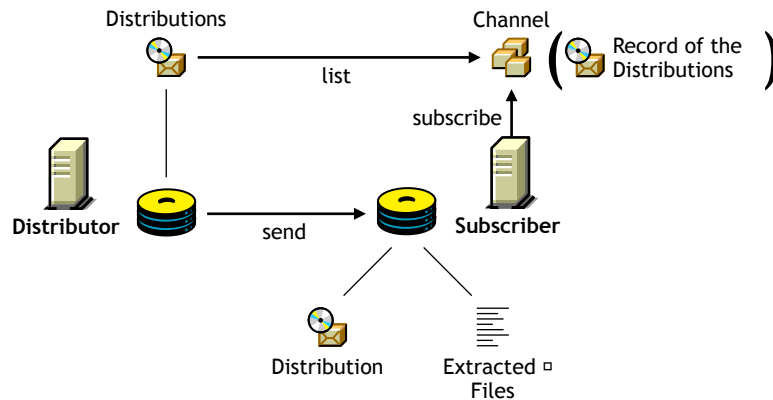 Distributions
Channel
list
( Record of the
Distributions )
subscribe
Distributor
send
Subscriber
Distribution
Extracted □
Files